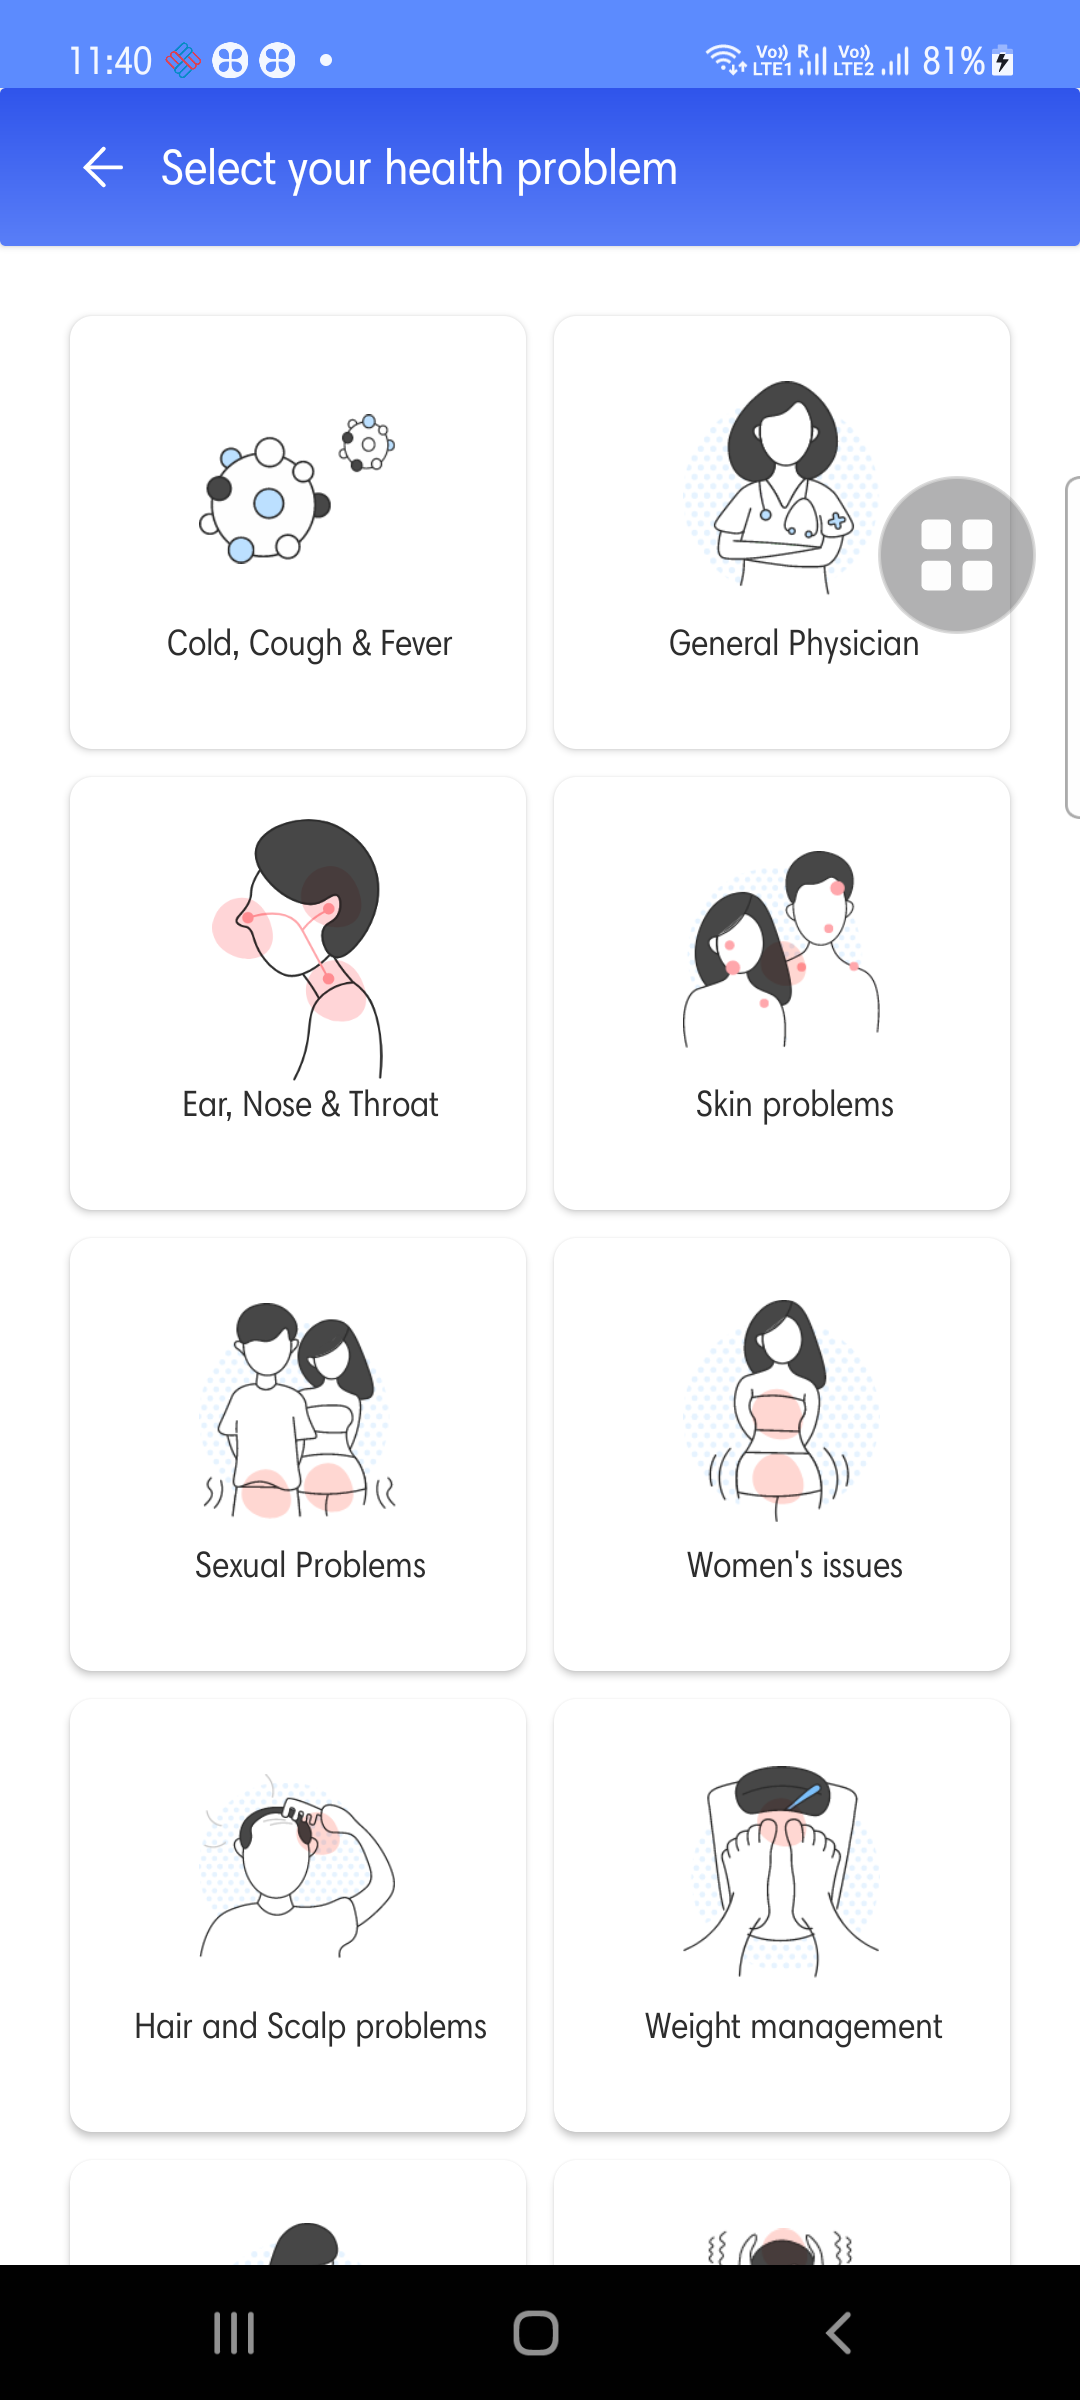 11:40
Vo)) R Vo))
LTE1 LTE2 81%
Select your health problem
Cold, Cough & Fever
General Physician
Ear, Nose & Throat
Skin problems
Sexual Problems
Women's issues
Hair and Scalp problems
Weight management